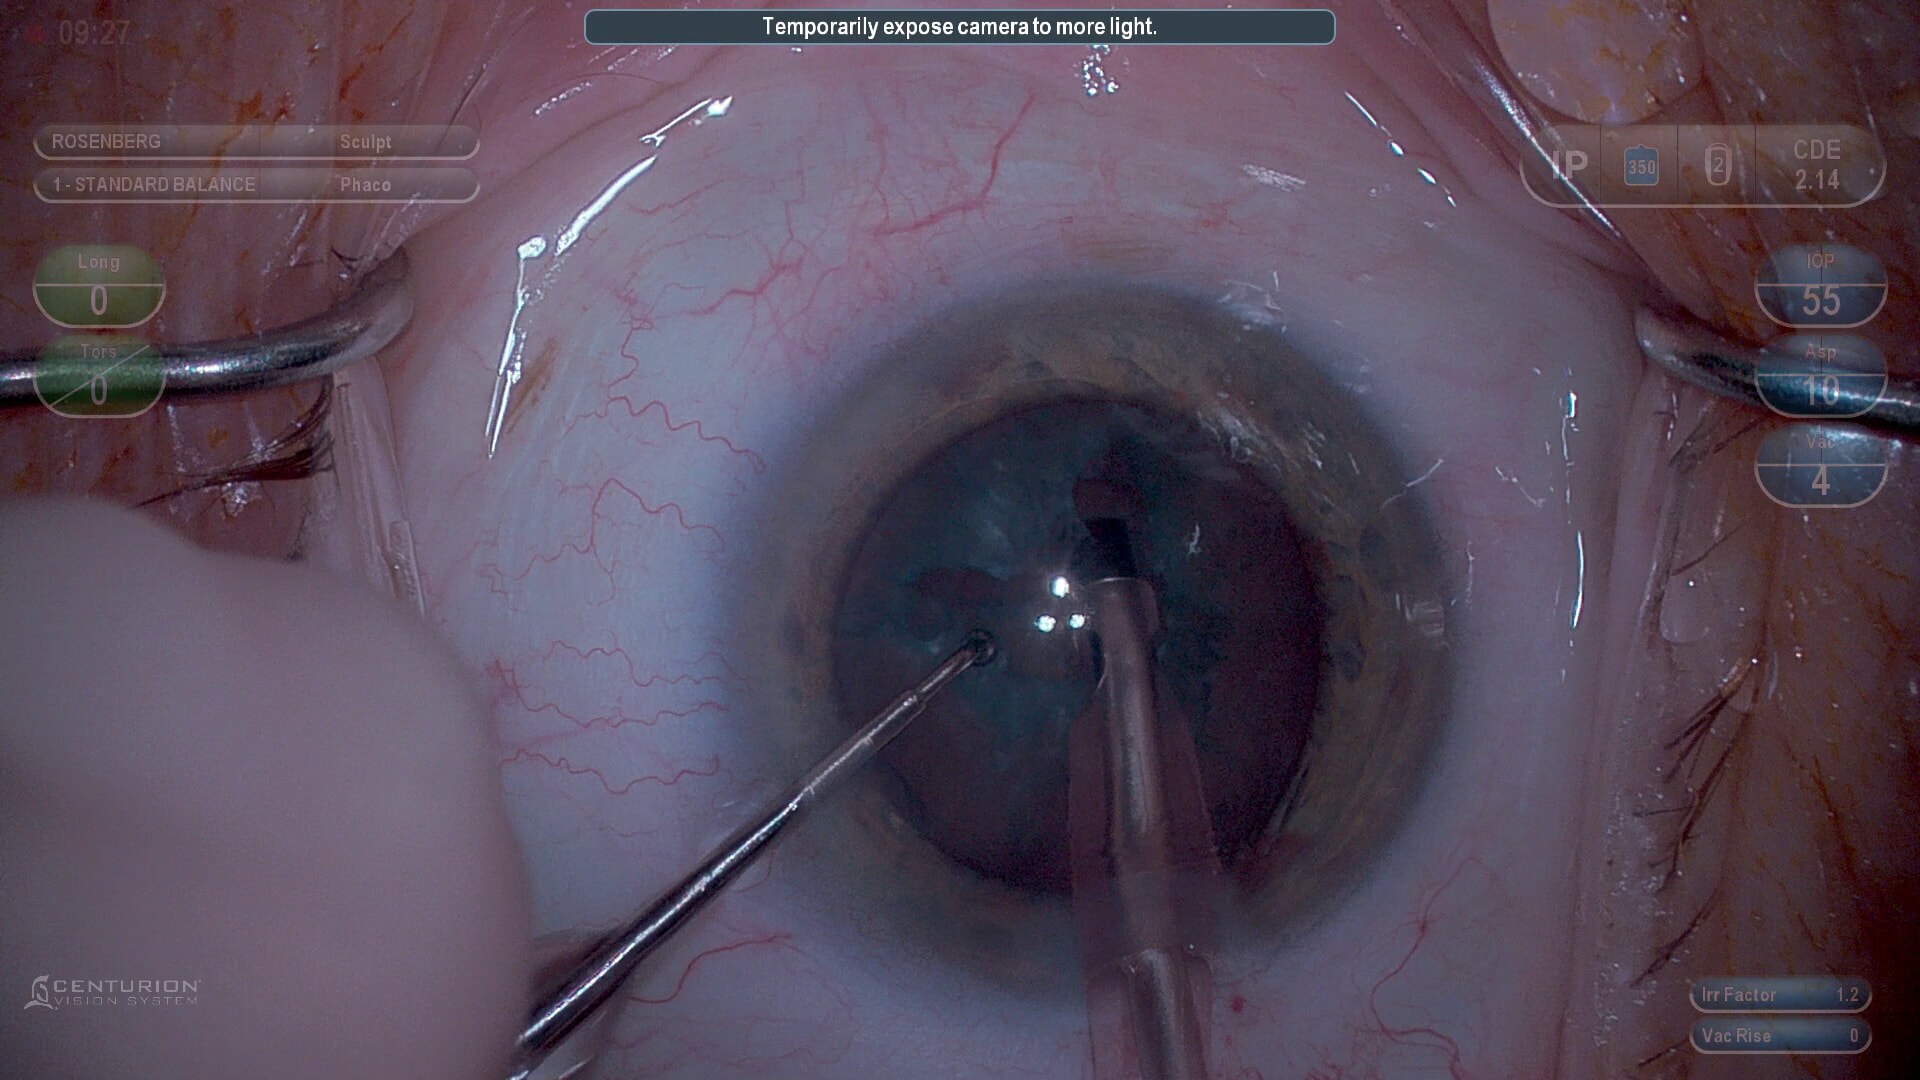 09:27
Temporarily expose camera to more light.
ROSENBERG Sculpt
1 - STANDARD BALANCE Phaco
IP 350 2 CDE 2.14
Long
0
Tors
0
IOP
55
Asp
10
Vac
4
CENTURION
VISION SYSTEM
Irr Factor 1.2
Vac Rise 0